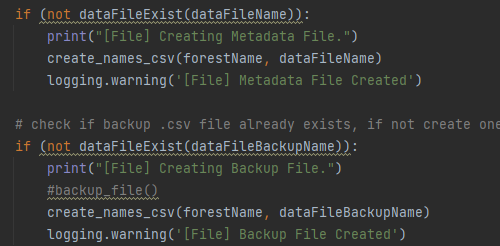 if (not dataFileExist(dataFileName)):
    print("[File] Creating Metadata File.")
    create_names_csv(forestName, dataFileName)
    logging.warning('[File] Metadata File Created')
# check if backup .csv file already exists, if not create one
if (not dataFileExist(dataFileBackupName)):
    print("[File] Creating Backup File.")
    #backup_file()
    create_names_csv(forestName, dataFileBackupName)
    logging.warning('[File] Backup File Created')